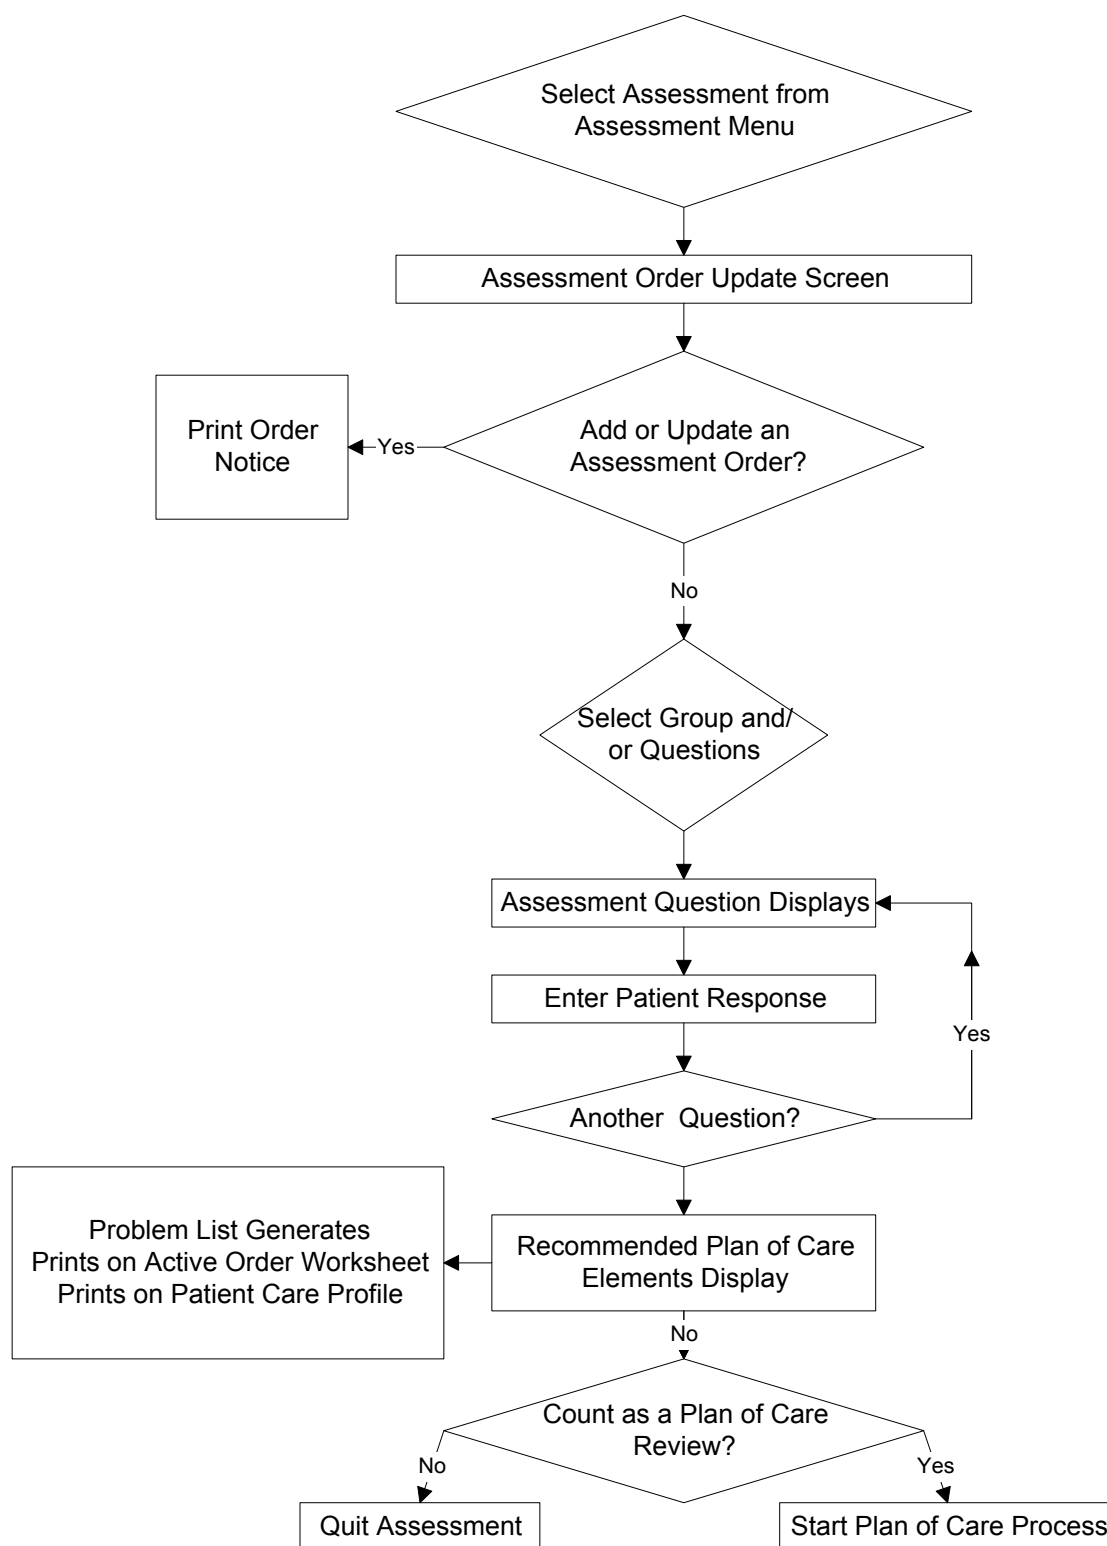 Select Assessment from
Assessment Menu
Assessment Order Update Screen
Print Order
Notice
Yes
Add or Update an
Assessment Order?
No
Select Group and/
or Questions
Assessment Question Displays
Enter Patient Response
Yes
Another Question?
Problem List Generates
Prints on Active Order Worksheet
Prints on Patient Care Profile
Recommended Plan of Care
Elements Display
No
Count as a Plan of Care
Review?
No
Yes
Quit Assessment
Start Plan of Care Process